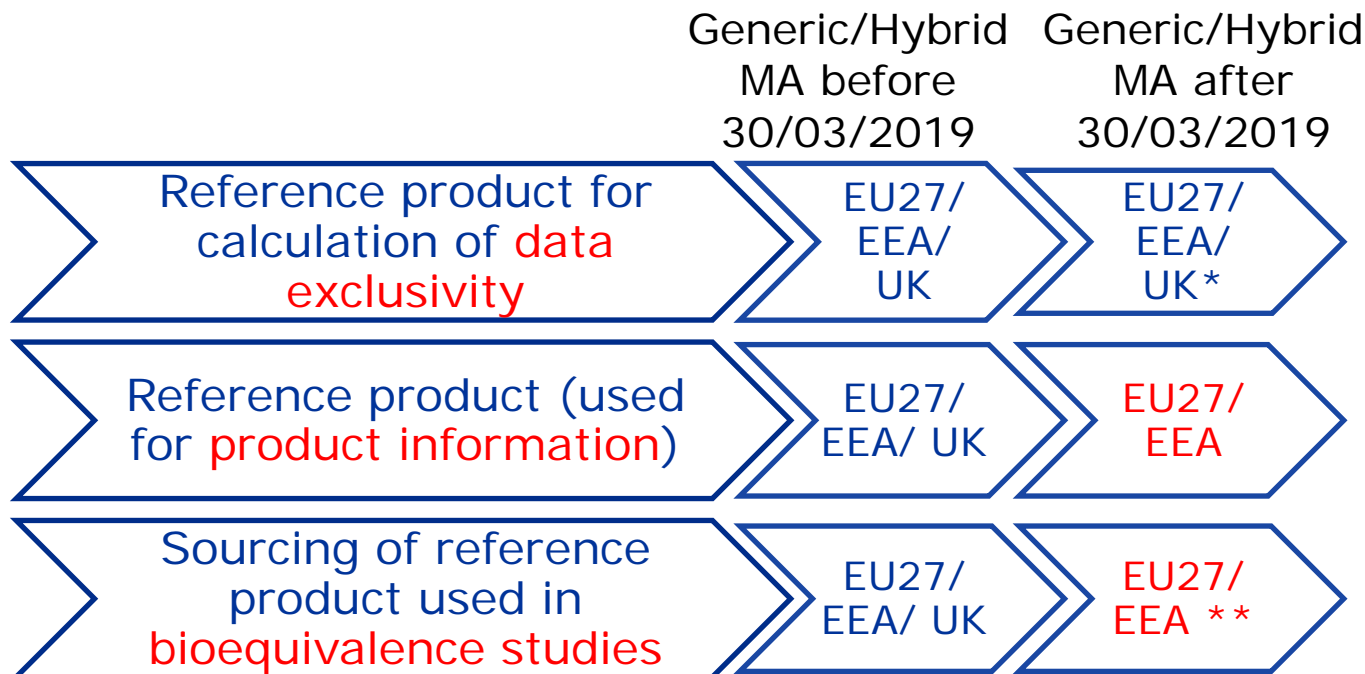 Generic/Hybrid
MA before
30/03/2019
Generic/Hybrid
MA after
30/03/2019
Reference product for
calculation of data
exclusivity
EU27/
EEA/
UK
EU27/
EEA/
UK*
Reference product (used
for product information)
EU27/
EEA/ UK
EU27/
EEA
Sourcing of reference
product used in
bioequivalence studies
EU27/
EEA/ UK
EU27/
EEA **